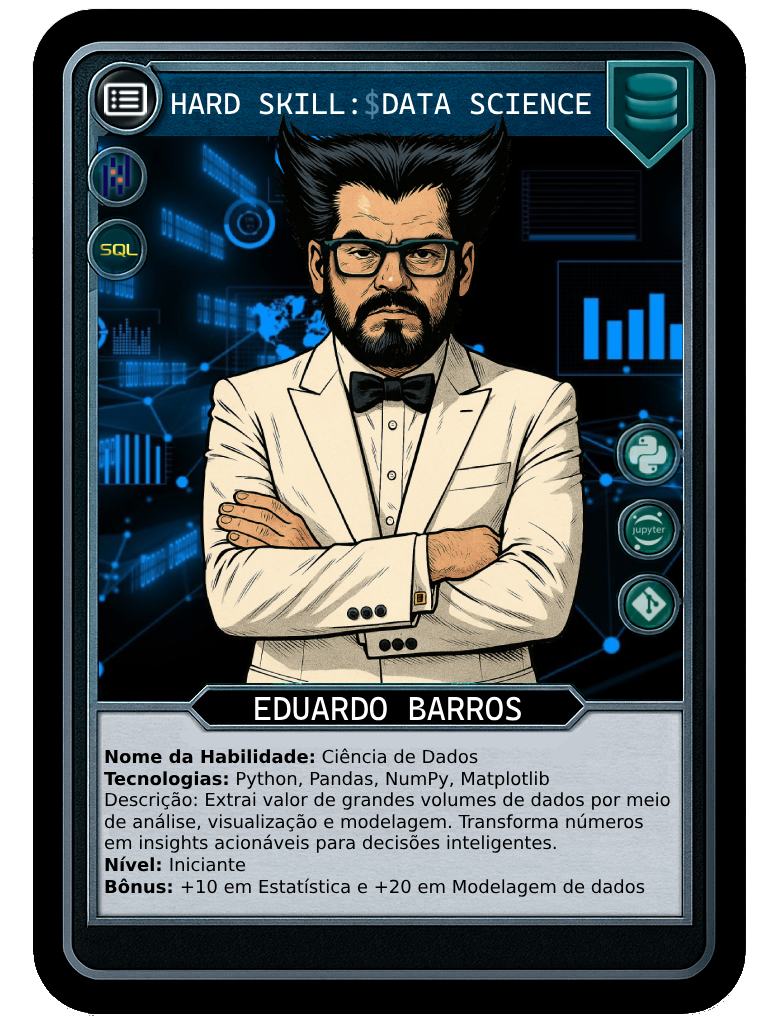 HARD SKILL:$DATA SCIENCE
SQL
jupyter
EDUARDO BARROS
Nome da Habilidade: Ciência de Dados
Tecnologias: Python, Pandas, NumPy, Matplotlib
Descrição: Extrai valor de grandes volumes de dados por meio
de análise, visualização e modelagem. Transforma números
em insights acionáveis para decisões inteligentes.
Nível: Iniciante
Bônus: +10 em Estatística e +20 em Modelagem de dados